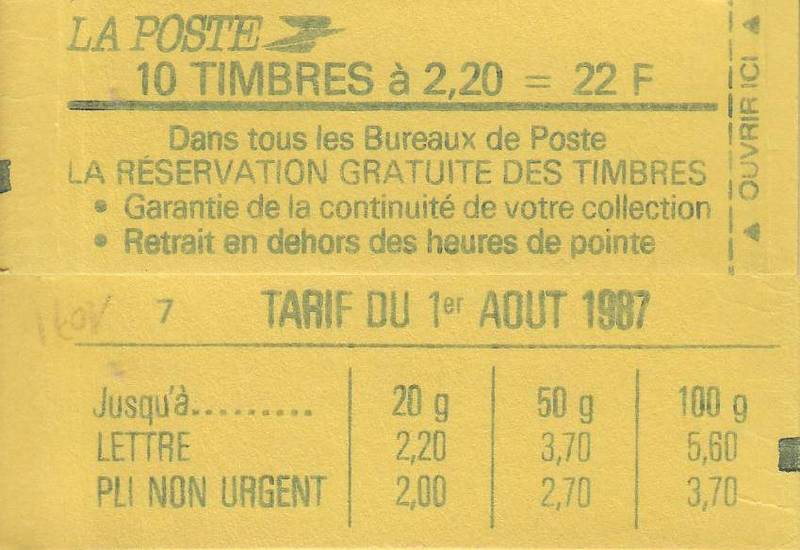 LA POSTE
10 TIMBRES à 2,20 = 22 F
Dans tous les Bureaux de Poste
LA RÉSERVATION GRATUITE DES TIMBRES
• Garantie de la continuité de votre collection
• Retrait en dehors des heures de pointe
▲ OUVRIR ICI ▲
7 TARIF DU 1er AOUT 1987
Jusqu'à......... 20 g 50 g 100 g
LETTRE 2,20 3,70 5,60
PLI NON URGENT 2,00 2,70 3,70